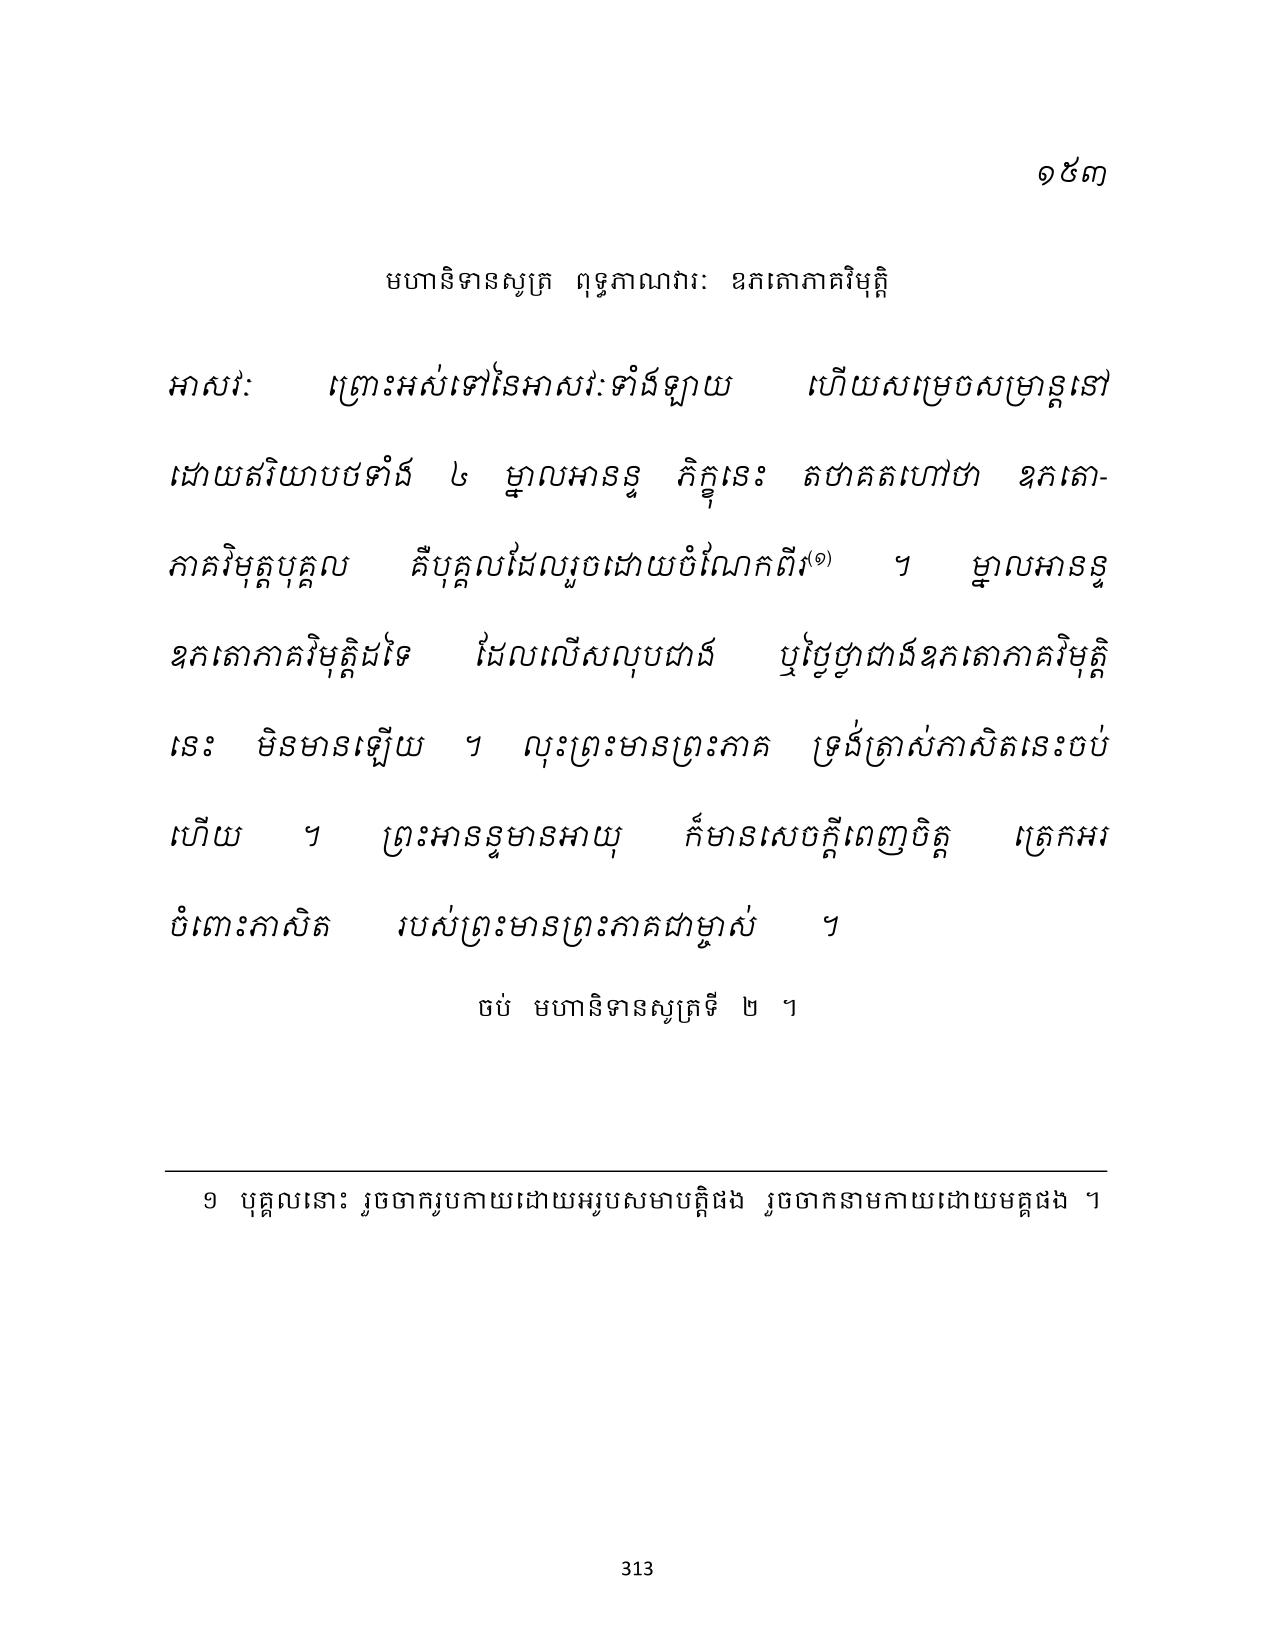 ១៥៣
មហានិទានសូត្រ ពុទ្ធភាណវារៈ ឧភតោភាគវិមុត្តិ
អាសវៈ ព្រោះអស់ទៅនៃអាសវៈទាំងឡាយ ហើយសម្រេចសម្រាន្តនៅ
ដោយឥរិយាបថទាំង ៤ ម្នាលអានន្ទ ភិក្ខុនេះ តថាគតហៅថា ឧភតោ-
ភាគវិមុត្តបុគ្គល គឺបុគ្គលដែលរួចដោយចំណែកពីរ(១) ។ ម្នាលអានន្ទ
ឧភតោភាគវិមុត្តិដទៃ ដែលលើសលុបជាង ឬថ្លៃថ្លាជាងឧភតោភាគវិមុត្តិ
នេះ មិនមានឡើយ ។ លុះព្រះមានព្រះភាគ ទ្រង់ត្រាស់ភាសិតនេះចប់
ហើយ ។ ព្រះអានន្ទមានអាយុ ក៏មានសេចក្តីពេញចិត្ត ត្រេកអរ
ចំពោះភាសិត របស់ព្រះមានព្រះភាគជាម្ចាស់ ។
ចប់ មហានិទានសូត្រទី ២ ។
១ បុគ្គលនោះ រួចចាករូបកាយដោយអរូបសមាបត្តិផង រួចចាកនាមកាយដោយមគ្គផង ។
313